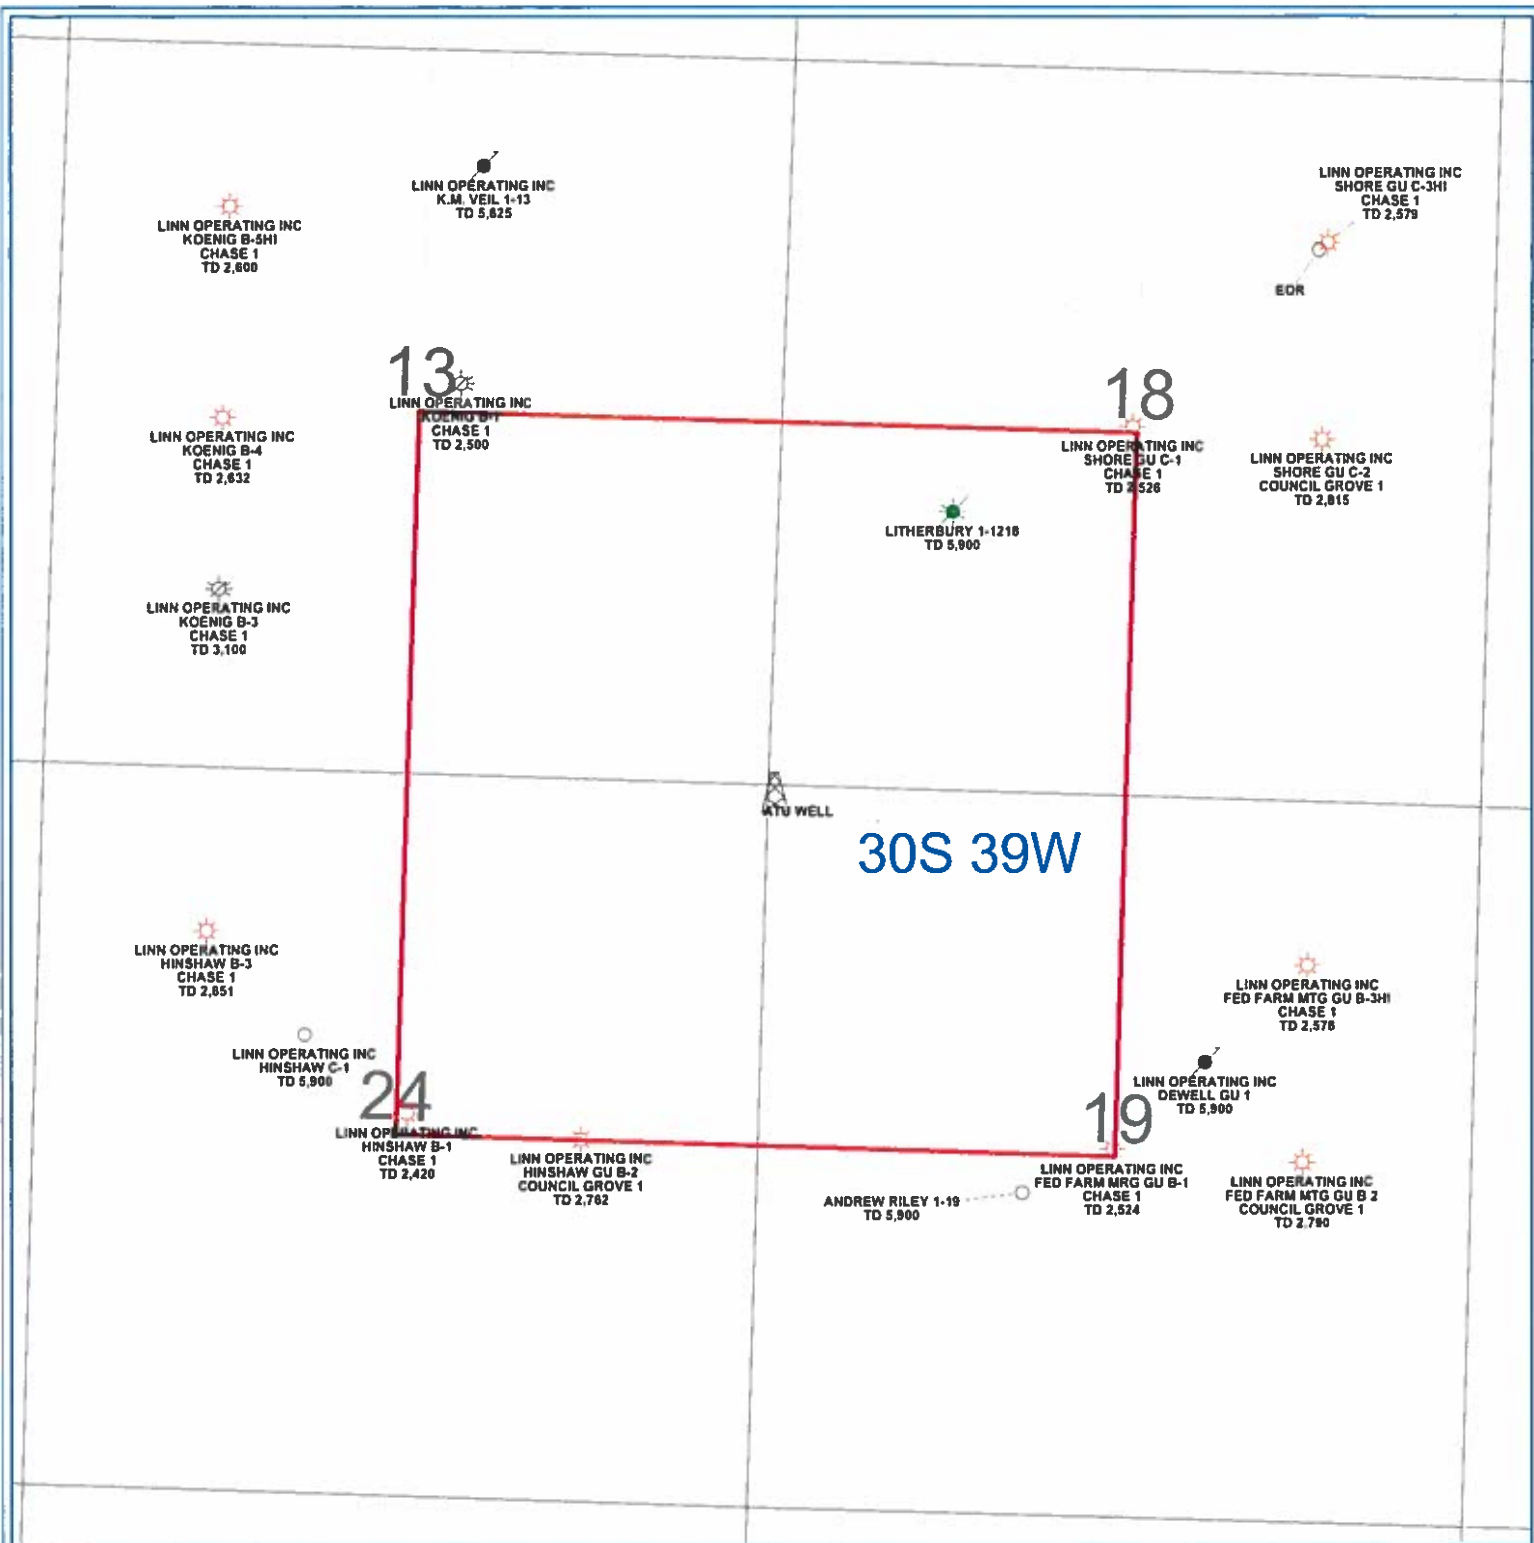 LINN OPERATING INC
K.M. VEIL 1-13
TD 5,625
LINN OPERATING INC
SHORE GU C-3HI
CHASE 1
TD 2,579
LINN OPERATING INC
KOENIG B-5HI
CHASE 1
TD 2,600
EOR
13
LINN OPERATING INC
KOENIG B-1
CHASE 1
TD 2,500
18
LINN OPERATING INC
SHORE GU C-1
CHASE 1
TD 2,526
LINN OPERATING INC
KOENIG B-4
CHASE 1
TD 2,632
LINN OPERATING INC
SHORE GU C-2
COUNCIL GROVE 1
TD 2,815
LITHERBURY 1-1218
TD 5,900
LINN OPERATING INC
KOENIG B-3
CHASE 1
TD 3,100
ATU WELL
30S 39W
LINN OPERATING INC
HINSHAW B-3
CHASE 1
TD 2,851
LINN OPERATING INC
FED FARM MTG GU B-3HI
CHASE 1
TD 2,578
LINN OPERATING INC
HINSHAW C-1
TD 5,900
LINN OPERATING INC
DEWELL GU 1
TD 5,900
24
LINN OPERATING INC
HINSHAW B-1
CHASE 1
TD 2,420
LINN OPERATING INC
HINSHAW GU B-2
COUNCIL GROVE 1
TD 2,762
19
LINN OPERATING INC
FED FARM MRG GU B-1
CHASE 1
TD 2,524
ANDREW RILEY 1-19
TD 5,900
LINN OPERATING INC
FED FARM MTG GU B 2
COUNCIL GROVE 1
TD 2,790